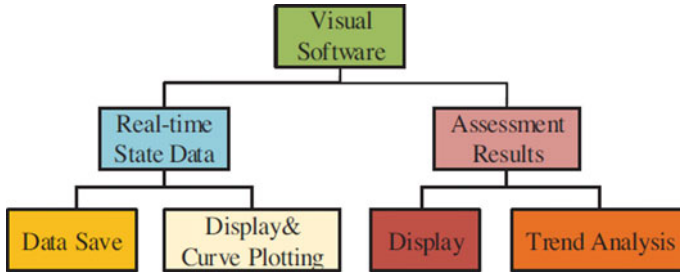 Visual
Software
Real-time
State Data
Assessment
Results
Data Save
Display&
Curve Plotting
Display
Trend Analysis